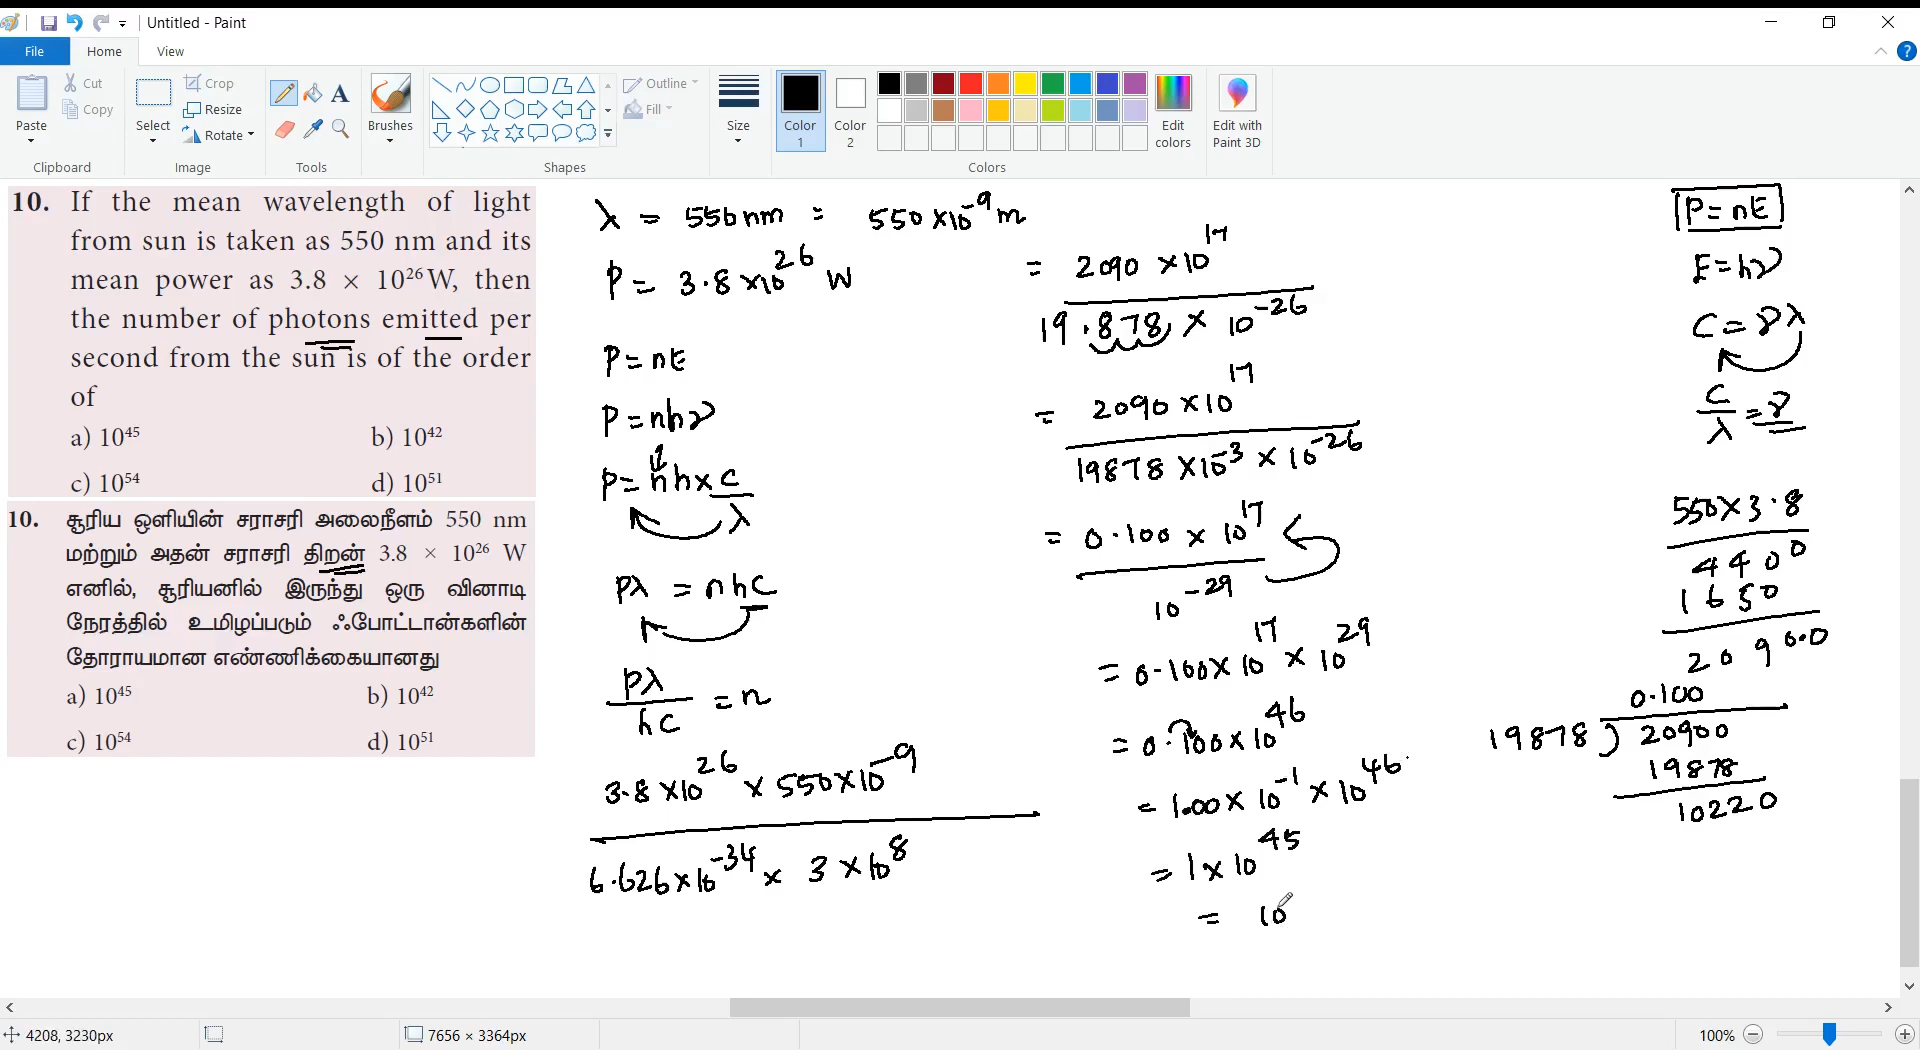 Untitled - Paint
File Home View
Paste
Cut
Copy
Clipboard
Select
Crop
Resize
Rotate
Image
Tools
Brushes
Outline
Fill
Shapes
Size
Color 1
Color 2
Edit colors
Colors
Edit with Paint 3D
10. If the mean wavelength of light
from sun is taken as 550 nm and its
mean power as 3.8 × 10²⁶ W, then
the number of photons emitted per
second from the sun is of the order
of
a) 10⁴⁵ b) 10⁴²
c) 10⁵⁴ d) 10⁵¹
10. சூரிய ஒளியின் சராசரி அலைநீளம் 550 nm
மற்றும் அதன் சராசரி திறன் 3.8 × 10²⁶ W
எனில், சூரியனில் இருந்து ஒரு வினாடி
நேரத்தில் உமிழப்படும் ஃபோட்டான்களின்
தோராயமான எண்ணிக்கையானது
a) 10⁴⁵ b) 10⁴²
c) 10⁵⁴ d) 10⁵¹
λ = 550nm = 550×10⁻⁹ m
P = 3.8×10²⁶ W
P = nE
P = nhν
P = nh × C/λ
Pλ = nhC
Pλ/hC = n
3.8×10²⁶ × 550×10⁻⁹
6.626×10⁻³⁴ × 3×10⁸
= 2090 × 10¹⁷
19.878 × 10⁻²⁶
= 2090 × 10¹⁷
19878 × 10⁻³ × 10⁻²⁶
= 0.100 × 10¹⁷
10⁻²⁹
= 0.100 × 10¹⁷ × 10²⁹
= 0.100 × 10⁴⁶
= 1.00 × 10⁻¹ × 10⁴⁶
= 1 × 10⁴⁵
= 10
P = nE
E = hν
C = νλ
C/λ = ν
550 × 3.8
4400
1650
2090.0
0.100
19878 ) 20900
19878
10220
4208, 3230px
7656 × 3364px
100%